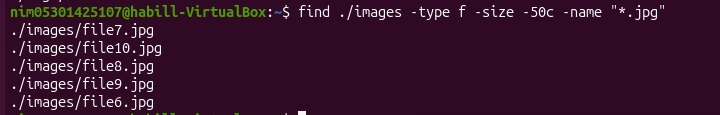 nim05301425107@habill-VirtualBox:~$ find ./images -type f -size -50c -name "*.jpg"
./images/file7.jpg
./images/file10.jpg
./images/file8.jpg
./images/file9.jpg
./images/file6.jpg